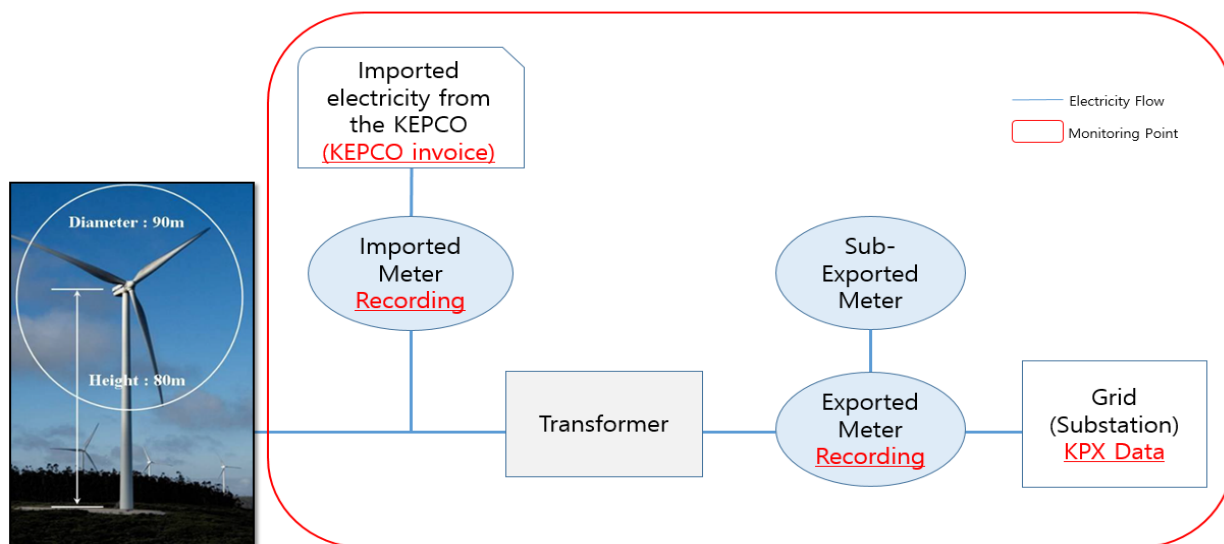 Imported
electricity from
the KEPCO
(KEPCO invoice)
Electricity Flow
Monitoring Point
Diameter : 90m
Height : 80m
Imported
Meter
Recording
Sub-
Exported
Meter
Transformer
Exported
Meter
Recording
Grid
(Substation)
KPX Data